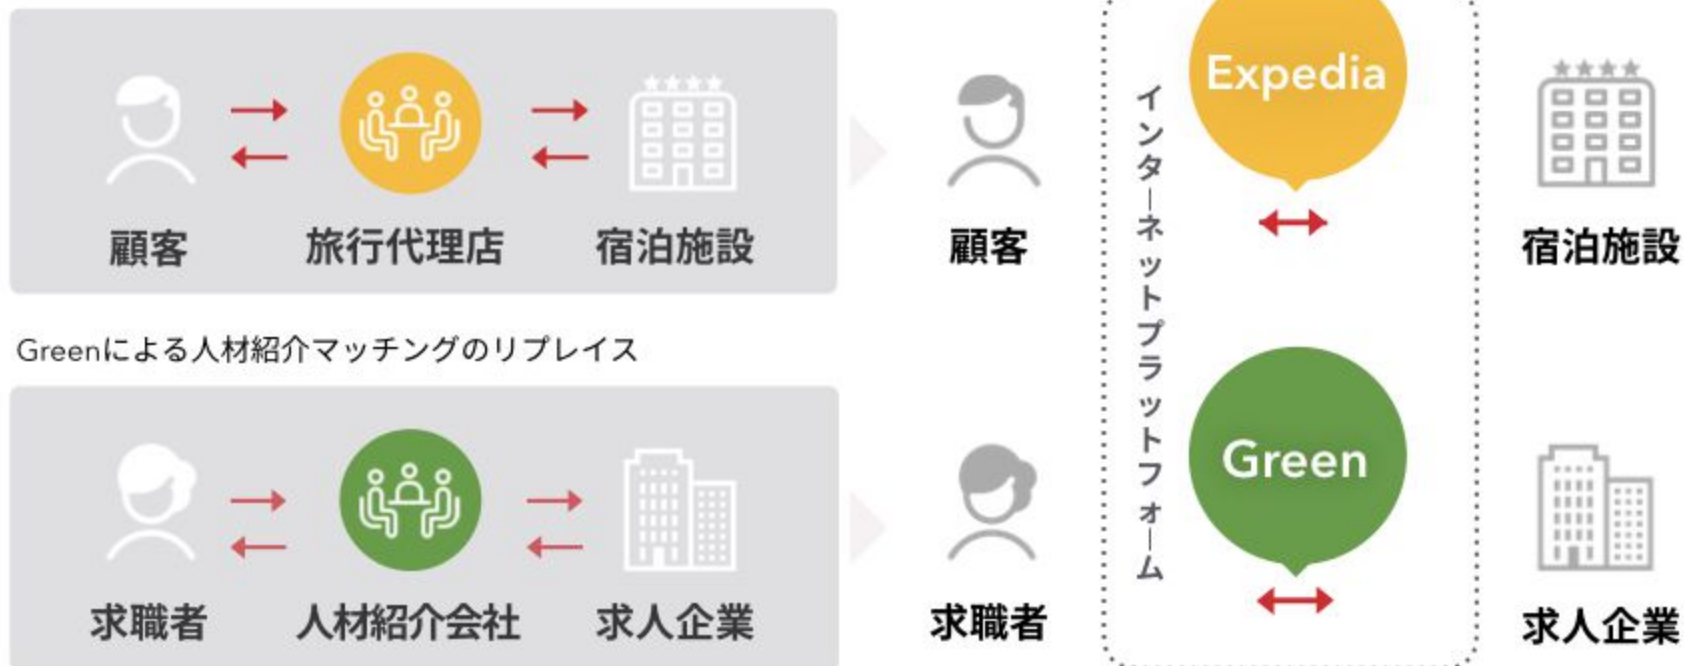 Expedia
インターネットプラットフォーム
顧客
旅行代理店
宿泊施設
顧客
宿泊施設
Greenによる人材紹介マッチングのリプレイス
Green
求職者
人材紹介会社
求人企業
求職者
求人企業